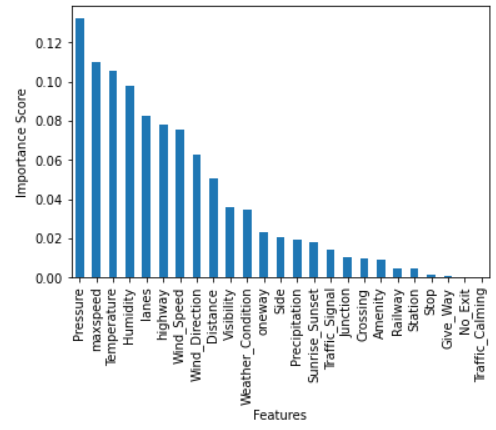 Importance Score
0.12
0.10
0.08
0.06
0.04
0.02
0.00
Pressure
maxspeed
Temperature
Humidity
lanes
highway
Wind_Speed
Wind_Direction
Distance
Visibility
Weather_Condition
oneway
Side
Precipitation
Sunrise_Sunset
Traffic_Signal
Junction
Crossing
Amenity
Railway
Station
Stop
Give_Way
No_Exit
Traffic_Calming
Features